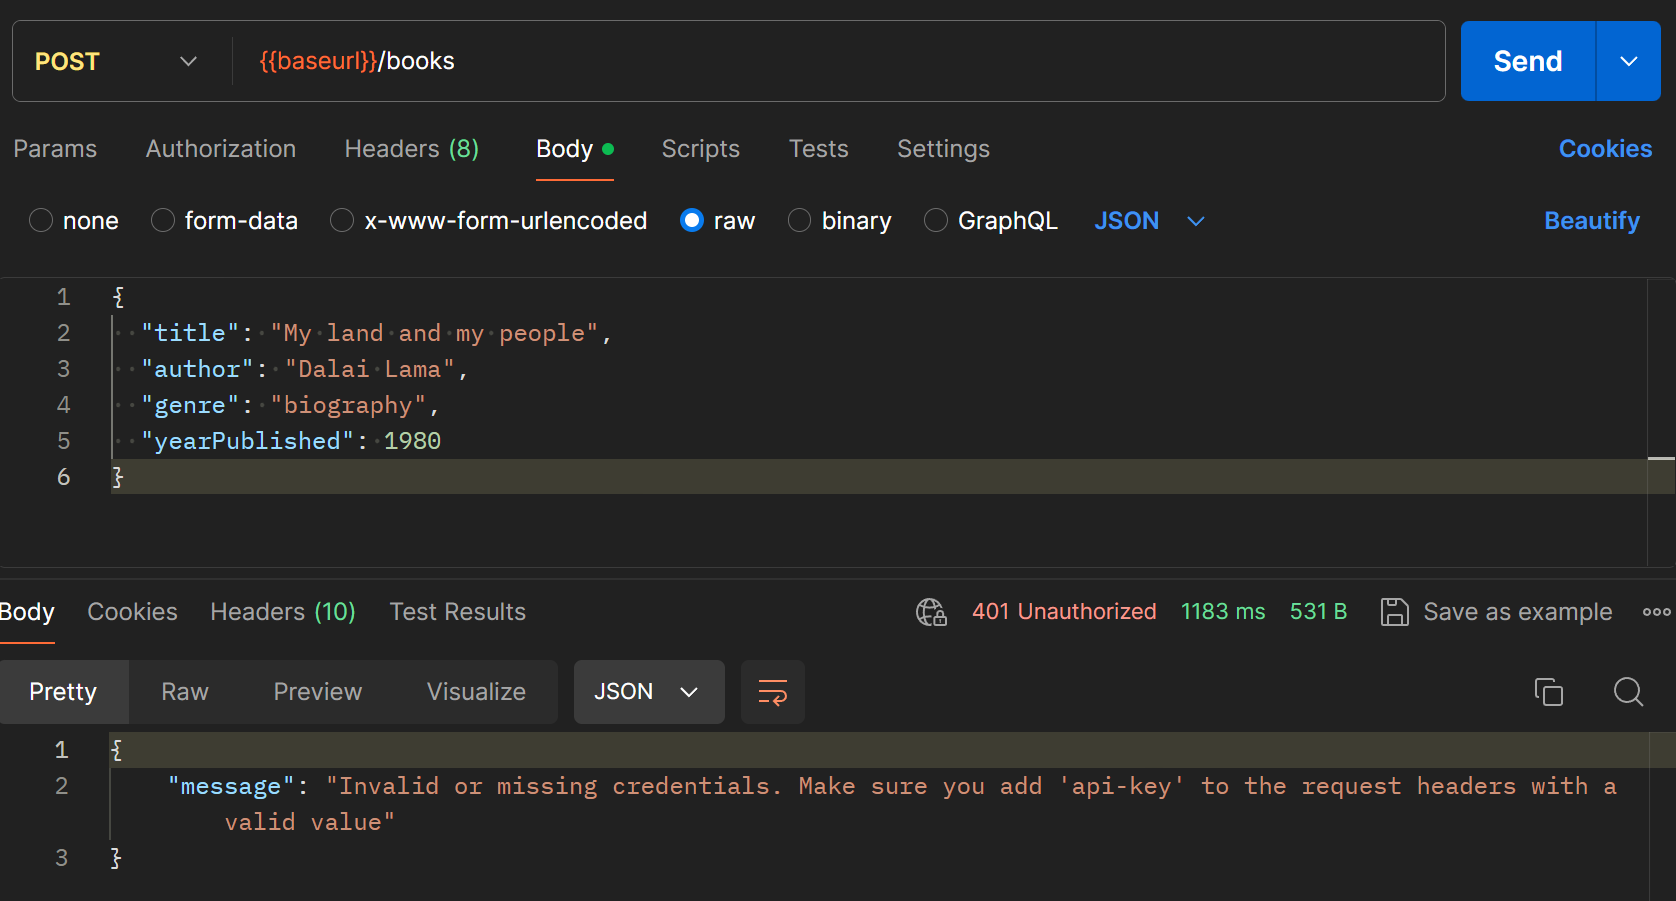 POST {{baseurl}}/books Send
Params Authorization Headers (8) Body Scripts Tests Settings Cookies
none form-data x-www-form-urlencoded raw binary GraphQL JSON Beautify
1 {
2 "title": "My land and my people",
3 "author": "Dalai Lama",
4 "genre": "biography",
5 "yearPublished": 1980
6 }
Body Cookies Headers (10) Test Results 401 Unauthorized 1183 ms 531 B Save as example
Pretty Raw Preview Visualize JSON
1 {
2 "message": "Invalid or missing credentials. Make sure you add 'api-key' to the request headers with a
valid value"
3 }